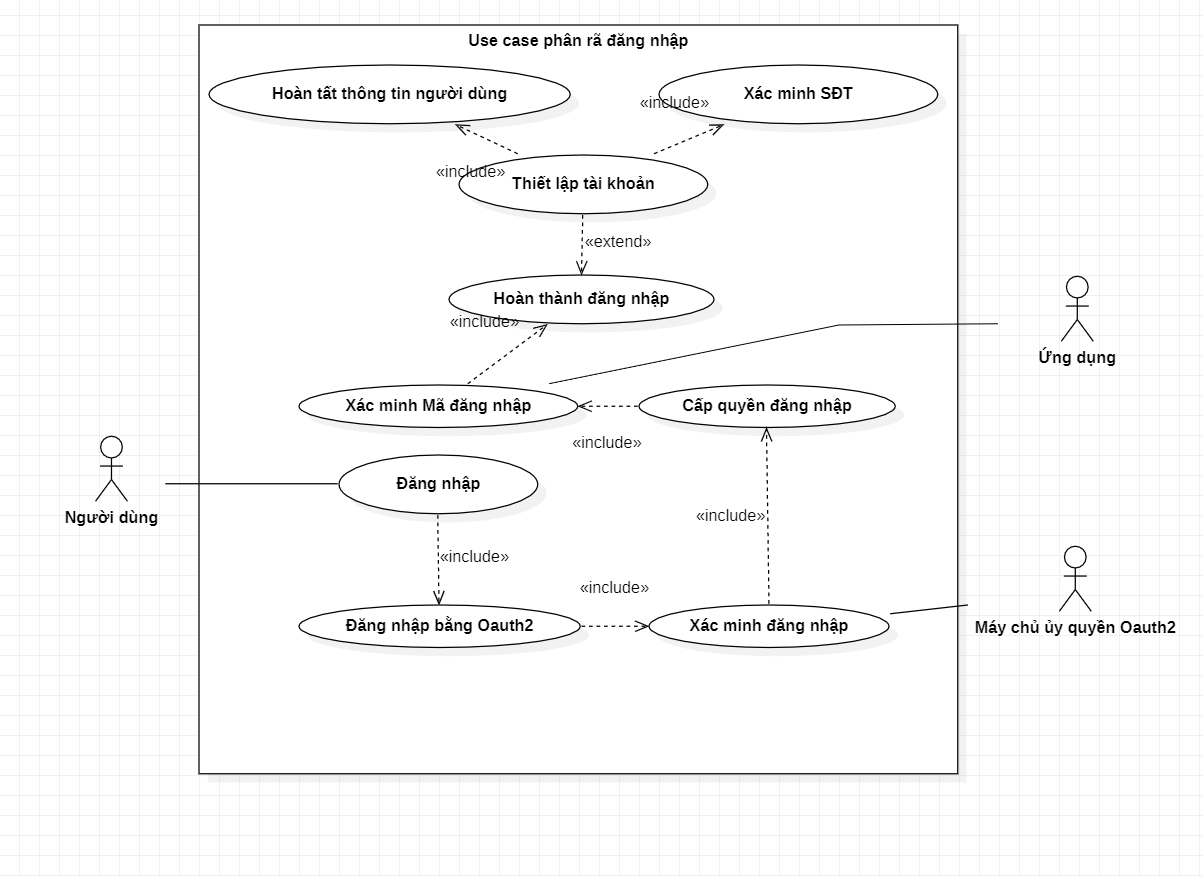 Use case phân rã đăng nhập
Hoàn tất thông tin người dùng
Xác minh SĐT
«include»
«include»
Thiết lập tài khoản
«extend»
Hoàn thành đăng nhập
«include»
Ứng dụng
Xác minh Mã đăng nhập
Cấp quyền đăng nhập
«include»
Đăng nhập
Người dùng
«include»
«include»
«include»
Đăng nhập bằng Oauth2
Xác minh đăng nhập
Máy chủ ủy quyền Oauth2